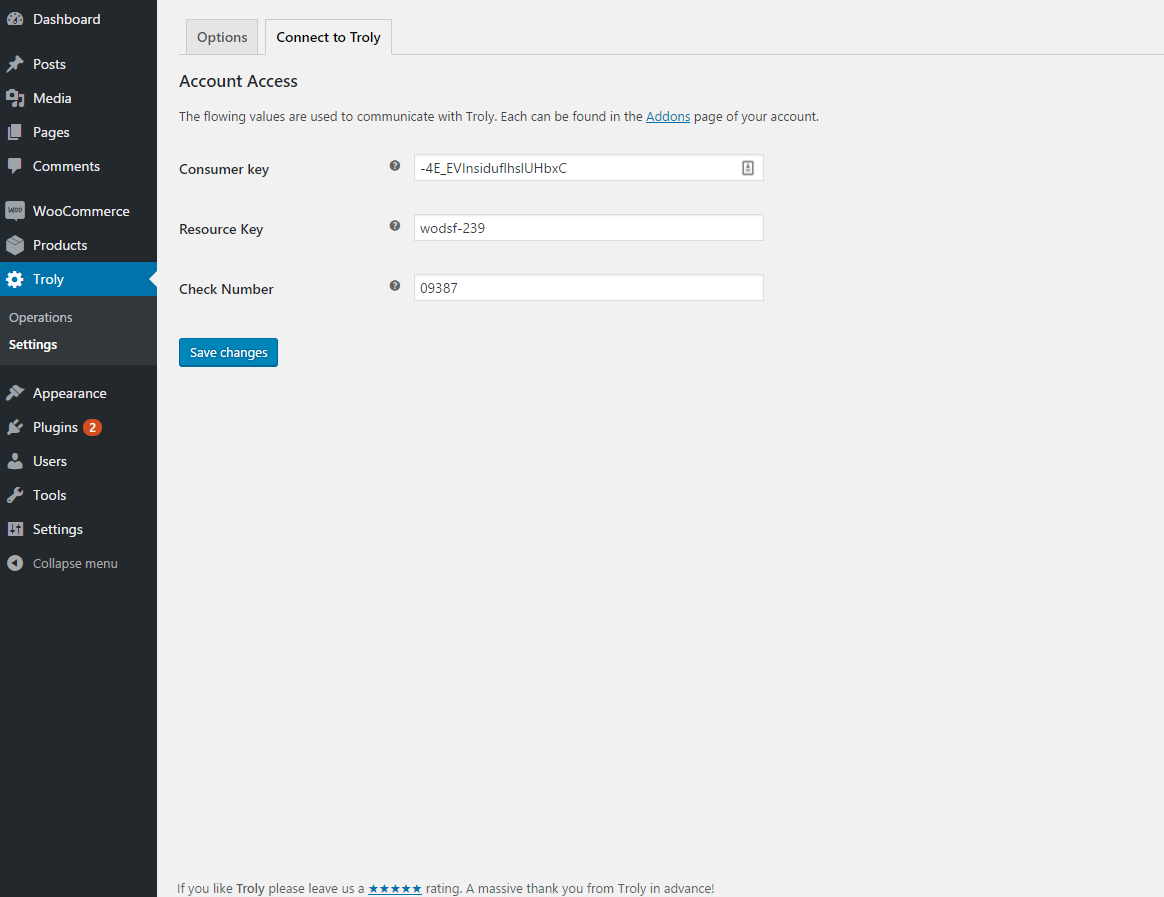 Dashboard
Posts
Media
Pages
Comments
WOO WooCommerce
Products
Troly
Operations
Settings
Appearance
Plugins 2
Users
Tools
Settings
Collapse menu
Options Connect to Troly
Account Access
The flowing values are used to communicate with Troly. Each can be found in the Addons page of your account.
Consumer key ? -4E_EVInsidufIhsIUHbxC
Resource Key ? wodsf-239
Check Number ? 09387
Save changes
If you like Troly please leave us a ★★★★★ rating. A massive thank you from Troly in advance!